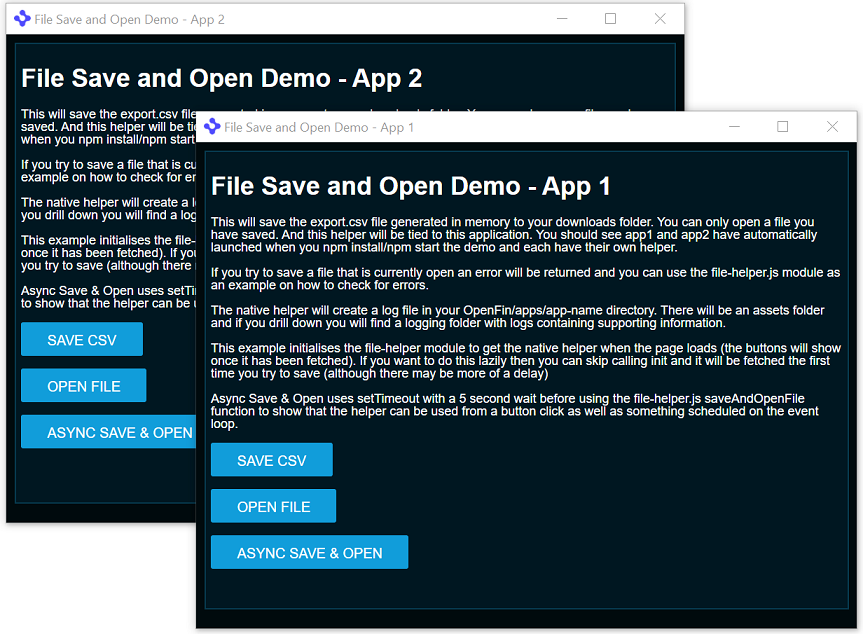 File Save and Open Demo - App 2
File Save and Open Demo - App 2
This will save the export.csv file
saved. And this helper will be tie
when you npm install/npm start
If you try to save a file that is cu
example on how to check for er
The native helper will create a l
you drill down you will find a log
This example initialises the file-
once it has been fetched). If you
you try to save (although there
Async Save & Open uses setTi
to show that the helper can be
SAVE CSV
OPEN FILE
ASYNC SAVE & OPEN
File Save and Open Demo - App 1
File Save and Open Demo - App 1
This will save the export.csv file generated in memory to your downloads folder. You can only open a file you
have saved. And this helper will be tied to this application. You should see app1 and app2 have automatically
launched when you npm install/npm start the demo and each have their own helper.
If you try to save a file that is currently open an error will be returned and you can use the file-helper.js module as
an example on how to check for errors.
The native helper will create a log file in your OpenFin/apps/app-name directory. There will be an assets folder
and if you drill down you will find a logging folder with logs containing supporting information.
This example initialises the file-helper module to get the native helper when the page loads (the buttons will show
once it has been fetched). If you want to do this lazily then you can skip calling init and it will be fetched the first
time you try to save (although there may be more of a delay)
Async Save & Open uses setTimeout with a 5 second wait before using the file-helper.js saveAndOpenFile
function to show that the helper can be used from a button click as well as something scheduled on the event
loop.
SAVE CSV
OPEN FILE
ASYNC SAVE & OPEN